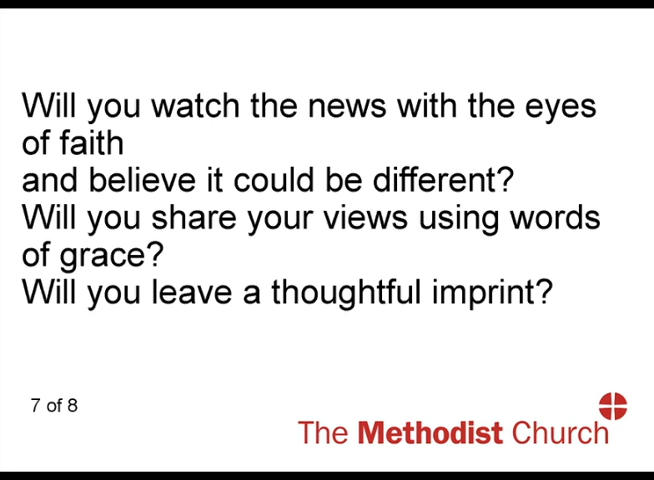 Will you watch the news with the eyes
of faith
and believe it could be different?
Will you share your views using words
of grace?
Will you leave a thoughtful imprint?
7 of 8
The Methodist Church